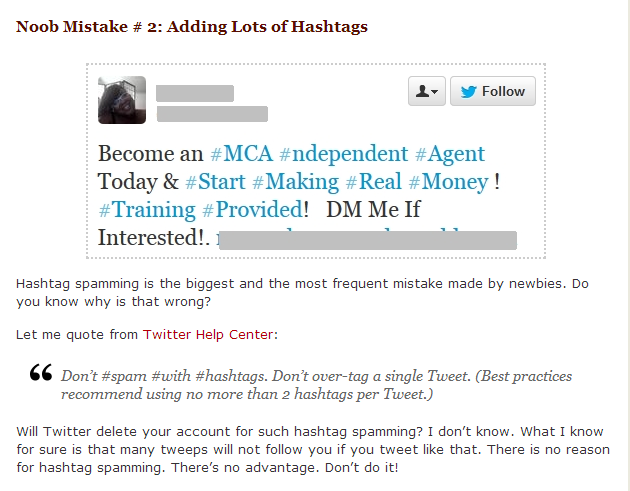 Noob Mistake # 2: Adding Lots of Hashtags
Follow
Become an #MCA #ndependent #Agent
Today & #Start #Making #Real #Money !
#Training #Provided!   DM Me If
Interested!.
Hashtag spamming is the biggest and the most frequent mistake made by newbies. Do
you know why is that wrong?
Let me quote from Twitter Help Center:
“ Don’t #spam #with #hashtags. Don’t over-tag a single Tweet. (Best practices
recommend using no more than 2 hashtags per Tweet.)
Will Twitter delete your account for such hashtag spamming? I don’t know. What I know
for sure is that many tweeps will not follow you if you tweet like that. There is no reason
for hashtag spamming. There’s no advantage. Don’t do it!